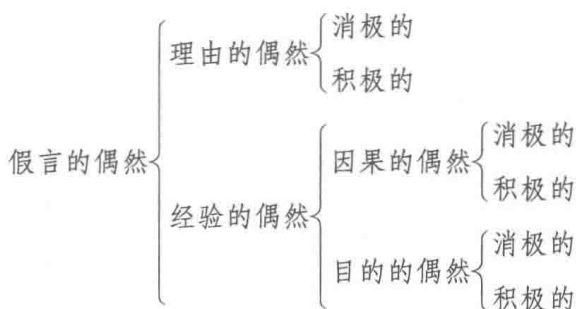 消极的
理由的偶然
积极的
假言的偶然
消极的
因果的偶然
积极的
经验的偶然
消极的
目的的偶然
积极的